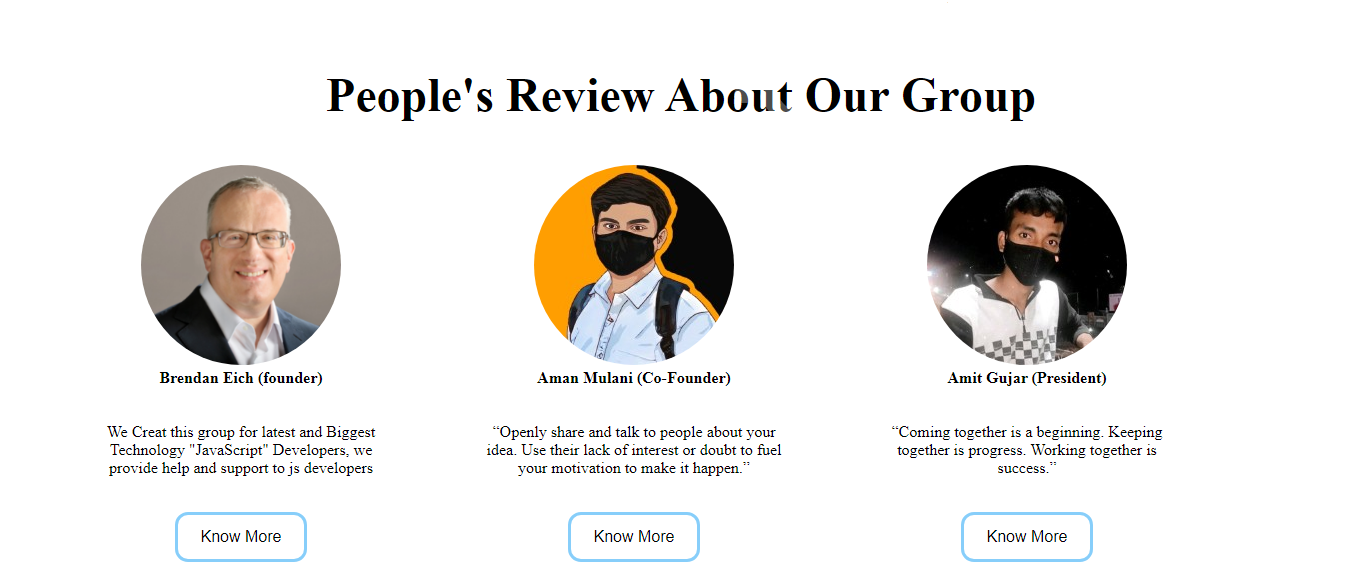 People's Review About Our Group
Brendan Eich (founder)
We Creat this group for latest and Biggest
Technology "JavaScript" Developers, we
provide help and support to js developers
Know More
Aman Mulani (Co-Founder)
“Openly share and talk to people about your
idea. Use their lack of interest or doubt to fuel
your motivation to make it happen.”
Know More
Amit Gujar (President)
“Coming together is a beginning. Keeping
together is progress. Working together is
success.”
Know More